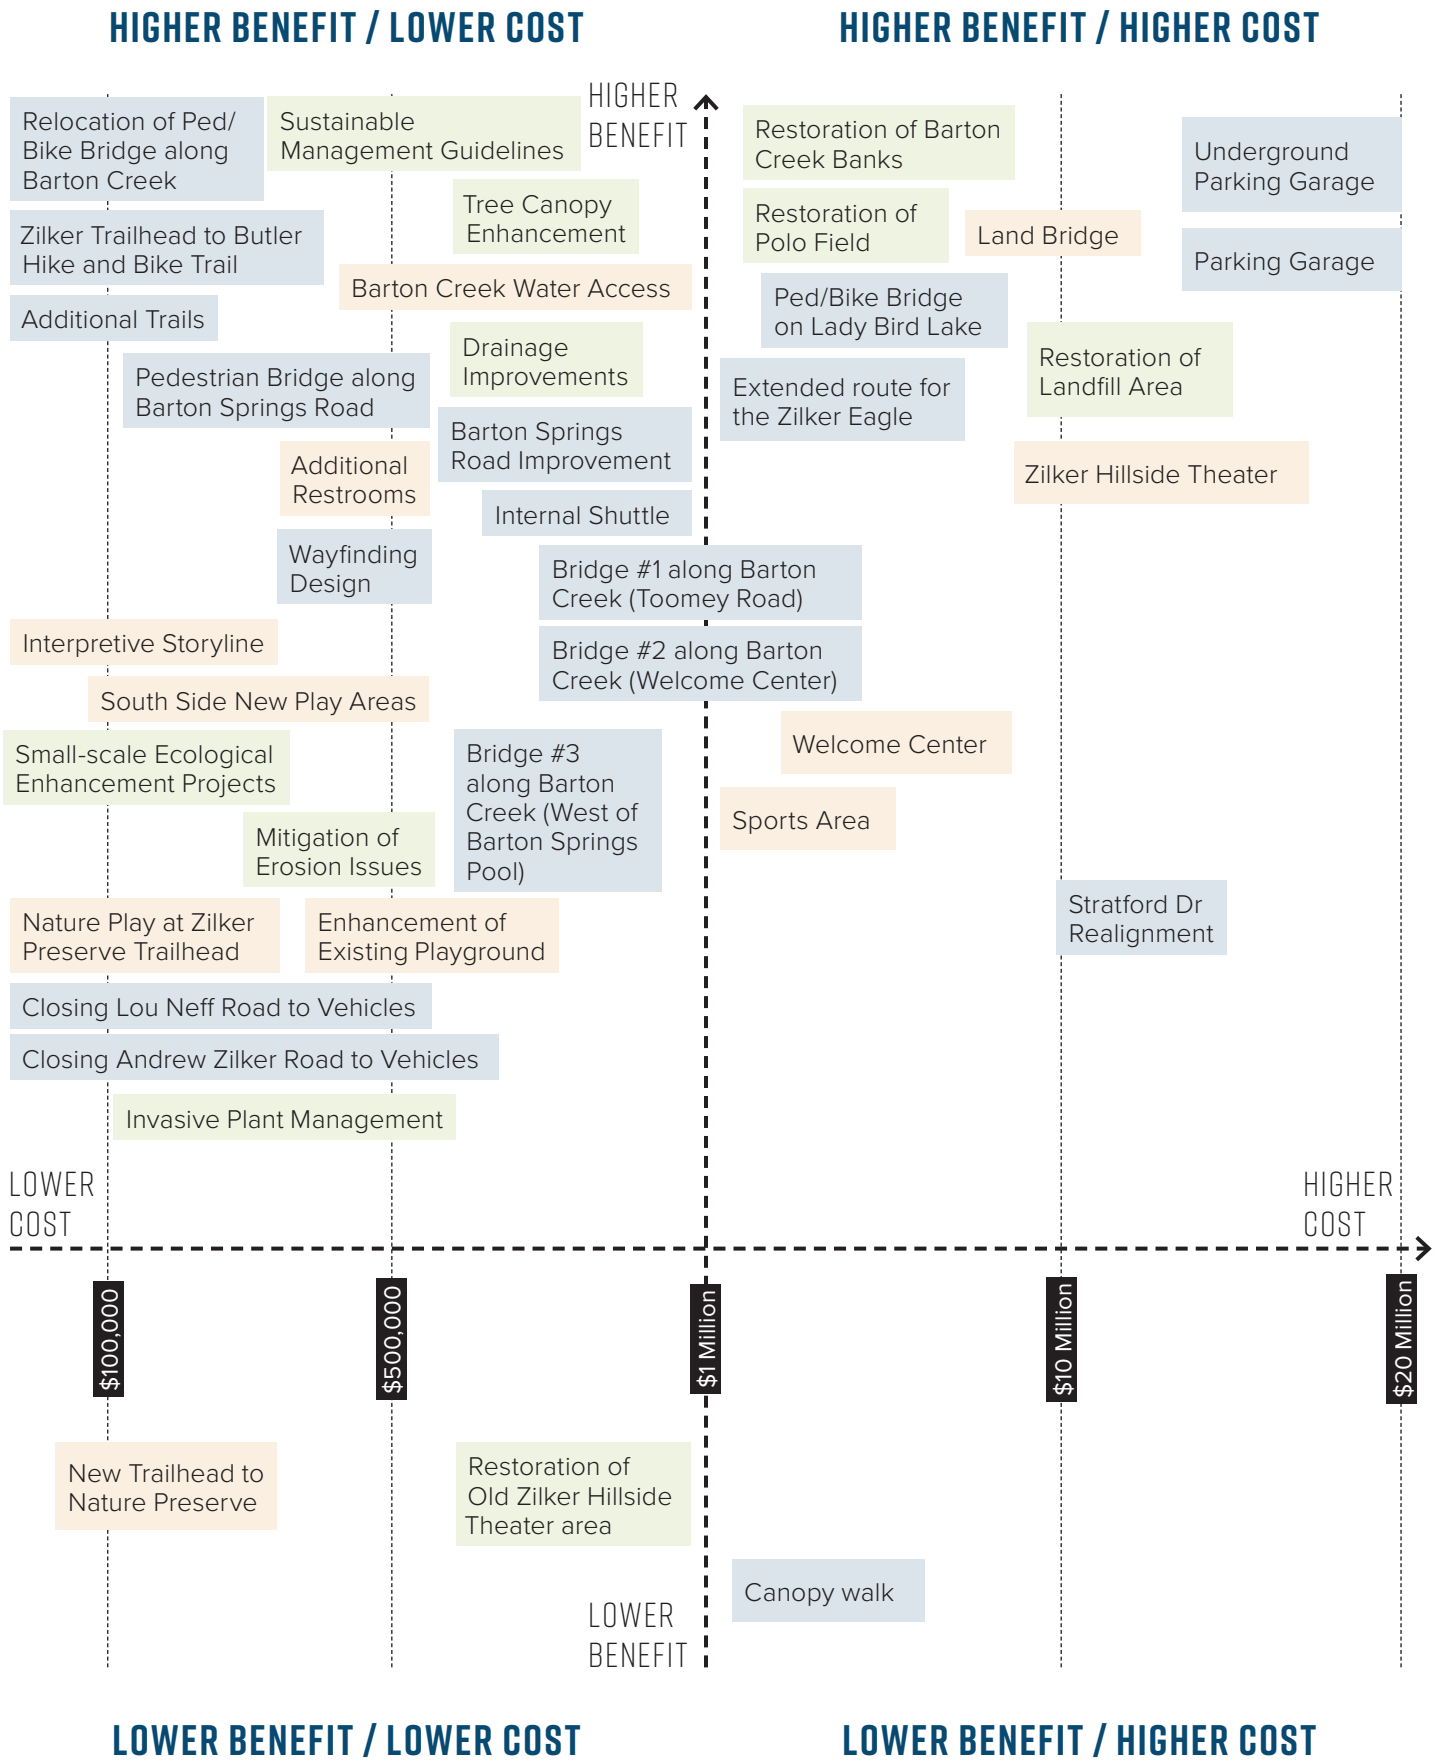 HIGHER BENEFIT / LOWER COST
HIGHER BENEFIT / HIGHER COST
HIGHER
BENEFIT
Relocation of Ped/
Bike Bridge along
Barton Creek
Sustainable
Management Guidelines
Tree Canopy
Enhancement
Zilker Trailhead to Butler
Hike and Bike Trail
Barton Creek Water Access
Additional Trails
Drainage
Improvements
Pedestrian Bridge along
Barton Springs Road
Barton Springs
Road Improvement
Additional
Restrooms
Internal Shuttle
Wayfinding
Design
Bridge #1 along Barton
Creek (Toomey Road)
Interpretive Storyline
Bridge #2 along Barton
Creek (Welcome Center)
South Side New Play Areas
Small-scale Ecological
Enhancement Projects
Bridge #3
along Barton
Creek (West of
Barton Springs
Pool)
Mitigation of
Erosion Issues
Nature Play at Zilker
Preserve Trailhead
Enhancement of
Existing Playground
Closing Lou Neff Road to Vehicles
Closing Andrew Zilker Road to Vehicles
Invasive Plant Management
Restoration of Barton
Creek Banks
Underground
Parking Garage
Restoration of
Polo Field
Land Bridge
Parking Garage
Ped/Bike Bridge
on Lady Bird Lake
Restoration of
Landfill Area
Extended route for
the Zilker Eagle
Zilker Hillside Theater
Welcome Center
Sports Area
Stratford Dr
Realignment
LOWER
COST
HIGHER
COST
$100,000
$500,000
$1 Million
$10 Million
$20 Million
New Trailhead to
Nature Preserve
Restoration of
Old Zilker Hillside
Theater area
Canopy walk
LOWER
BENEFIT
LOWER BENEFIT / LOWER COST
LOWER BENEFIT / HIGHER COST